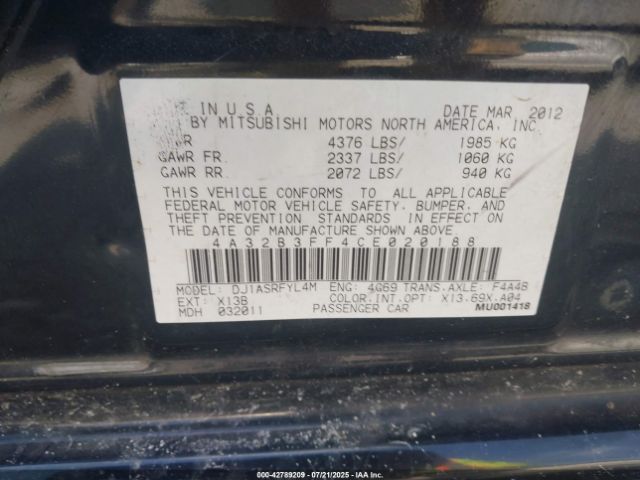 IN U S A DATE MAR 2012
BY MITSUBISHI MOTORS NORTH AMERICA, INC.
4376 LBS/ 1985 KG
GAWR FR. 2337 LBS/ 1060 KG
GAWR RR. 2072 LBS/ 940 KG
THIS VEHICLE CONFORMS TO ALL APPLICABLE
FEDERAL MOTOR VEHICLE SAFETY, BUMPER, AND
THEFT PREVENTION STANDARDS IN EFFECT ON
THE DATE OF MANUFACTURE SHOWN ABOVE
4A32B3FF4CE020188
MODEL: DJ1ASRFYL4M ENG: 4G69 TRANS.AXLE: F4A4B
EXT: X13B COLOR.INT.OPT: X13.69X.A04
MDH 032011 PASSENGER CAR MU001418
000-42789209 - 07/21/2025 - IAAI.COM